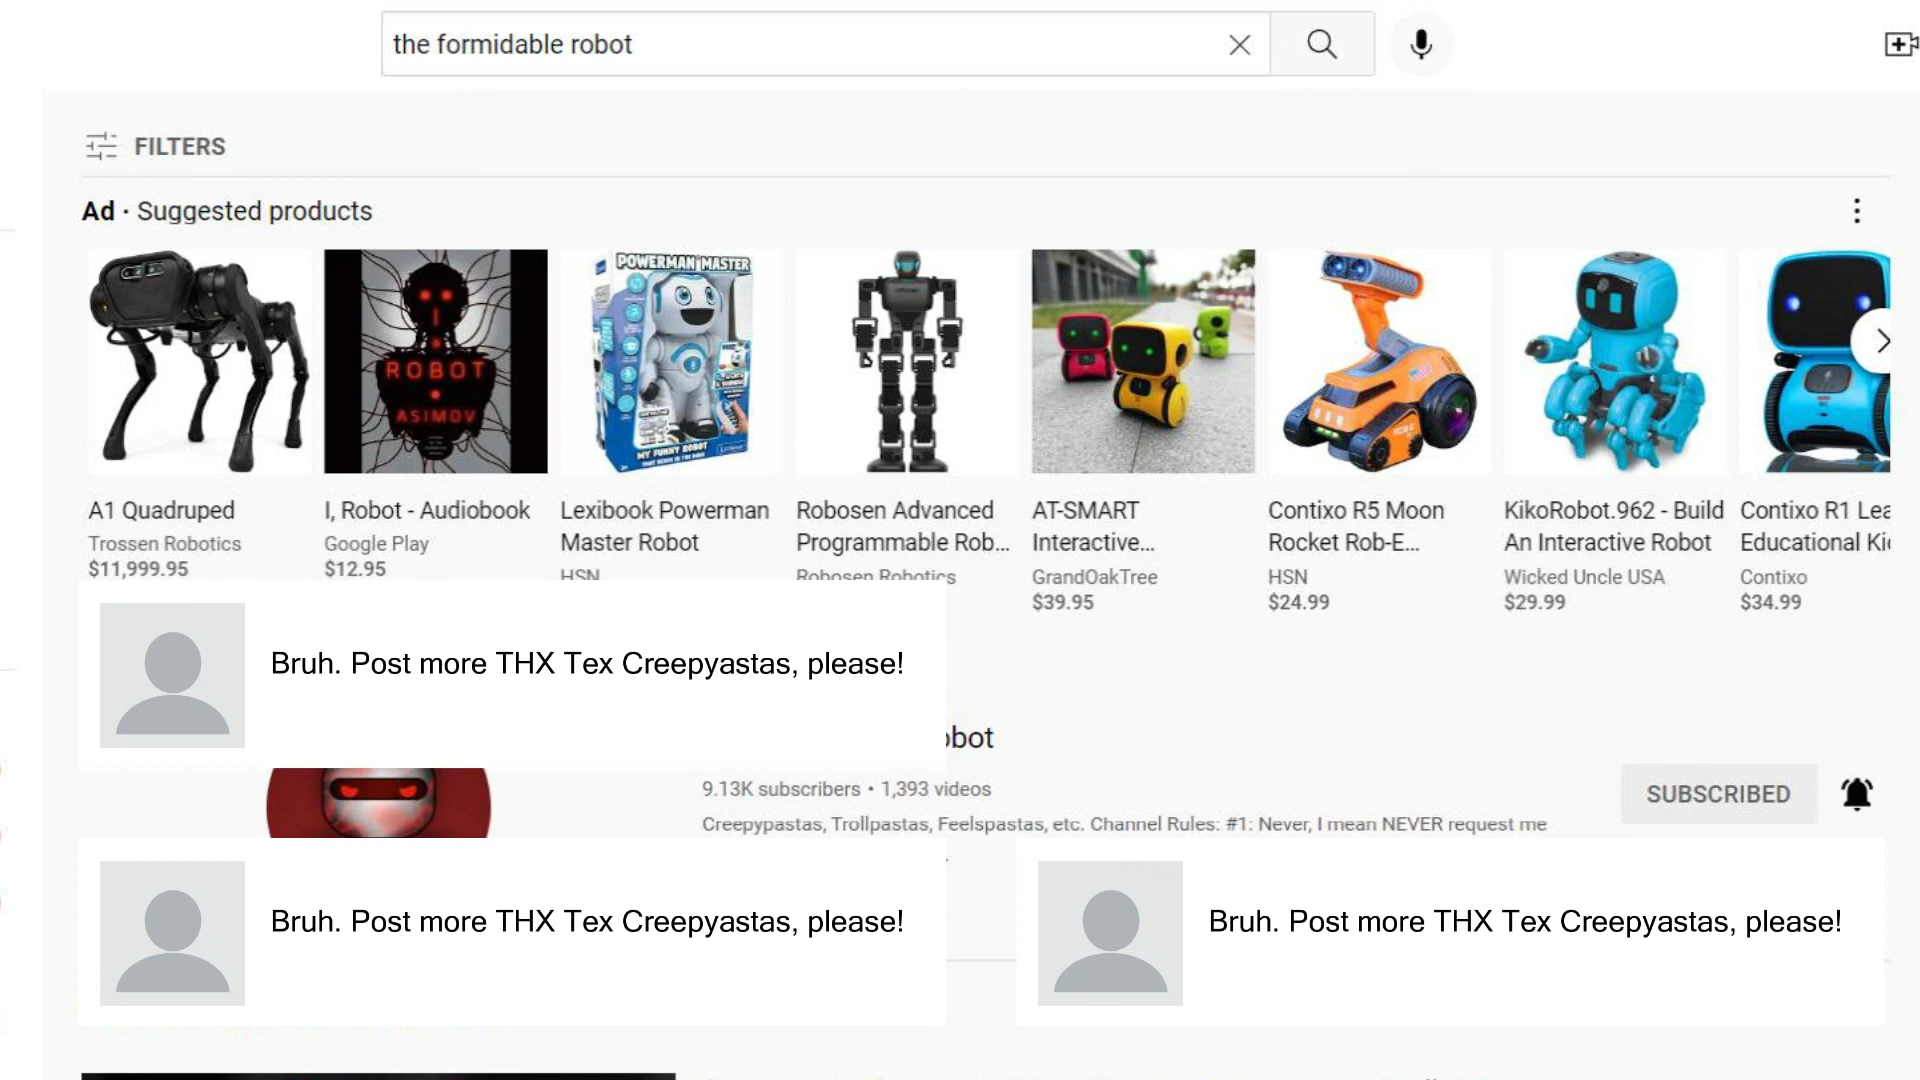 the formidable robot
FILTERS
Ad · Suggested products
POWERMAN MASTER
ROBOT
ASIMOV
MY FUNNY ROBOT
A1 Quadruped
Trossen Robotics
$11,999.95
I, Robot - Audiobook
Google Play
$12.95
Lexibook Powerman
Master Robot
HSN
Robosen Advanced
Programmable Rob...
Robosen Robotics
AT-SMART
Interactive...
GrandOakTree
$39.95
Contixo R5 Moon
Rocket Rob-E...
HSN
$24.99
KikoRobot.962 - Build
An Interactive Robot
Wicked Uncle USA
$29.99
Contixo R1 Lea
Educational Ki
Contixo
$34.99
Bruh. Post more THX Tex Creepyastas, please!
obot
9.13K subscribers • 1,393 videos
Creepypastas, Trollpastas, Feelspastas, etc. Channel Rules: #1: Never, I mean NEVER request me
SUBSCRIBED
Bruh. Post more THX Tex Creepyastas, please!
Bruh. Post more THX Tex Creepyastas, please!